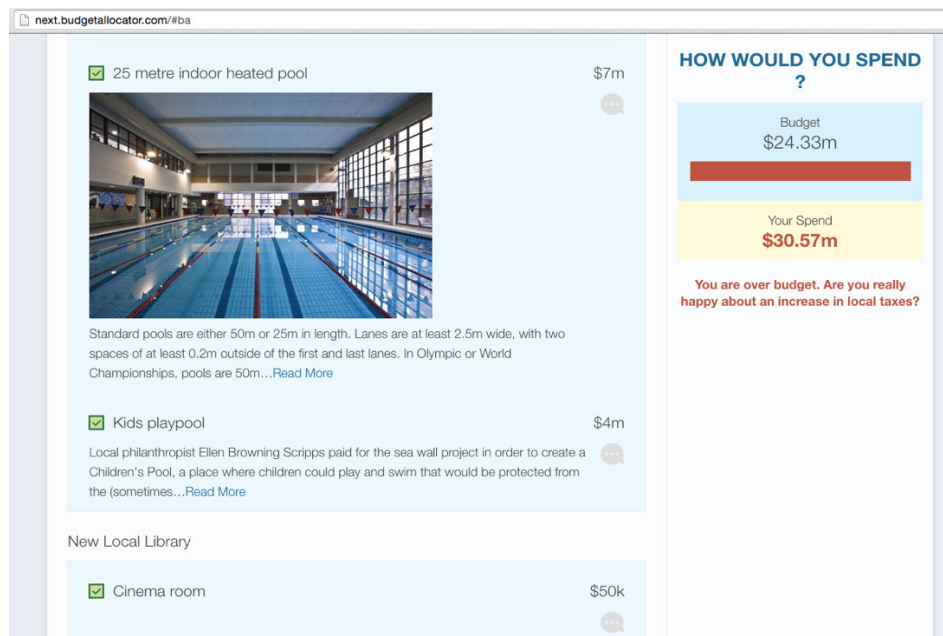 next.budgetallocator.com/#ba
25 metre indoor heated pool
$7m
Standard pools are either 50m or 25m in length. Lanes are at least 2.5m wide, with two
spaces of at least 0.2m outside of the first and last lanes. In Olympic or World
Championships, pools are 50m…Read More
Kids playpool
$4m
Local philanthropist Ellen Browning Scripps paid for the sea wall project in order to create a
Children's Pool, a place where children could play and swim that would be protected from
the (sometimes…Read More
New Local Library
Cinema room
$50k
HOW WOULD YOU SPEND
?
Budget
$24.33m
Your Spend
$30.57m
You are over budget. Are you really
happy about an increase in local taxes?